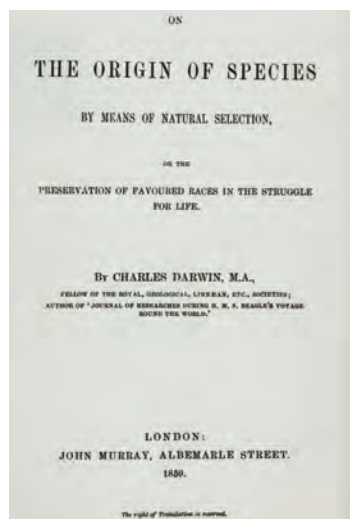 ON
THE ORIGIN OF SPECIES
BY MEANS OF NATURAL SELECTION,
OR THE
PRESERVATION OF FAVOURED RACES IN THE STRUGGLE
FOR LIFE.
BY CHARLES DARWIN, M.A.,
FELLOW OF THE ROYAL, GEOLOGICAL, LINNÆAN, ETC., SOCIETIES;
AUTHOR OF 'JOURNAL OF RESEARCHES DURING H. M. S. BEAGLE'S VOYAGE
ROUND THE WORLD.'
LONDON:
JOHN MURRAY, ALBEMARLE STREET.
1859.
The right of Translation is reserved.